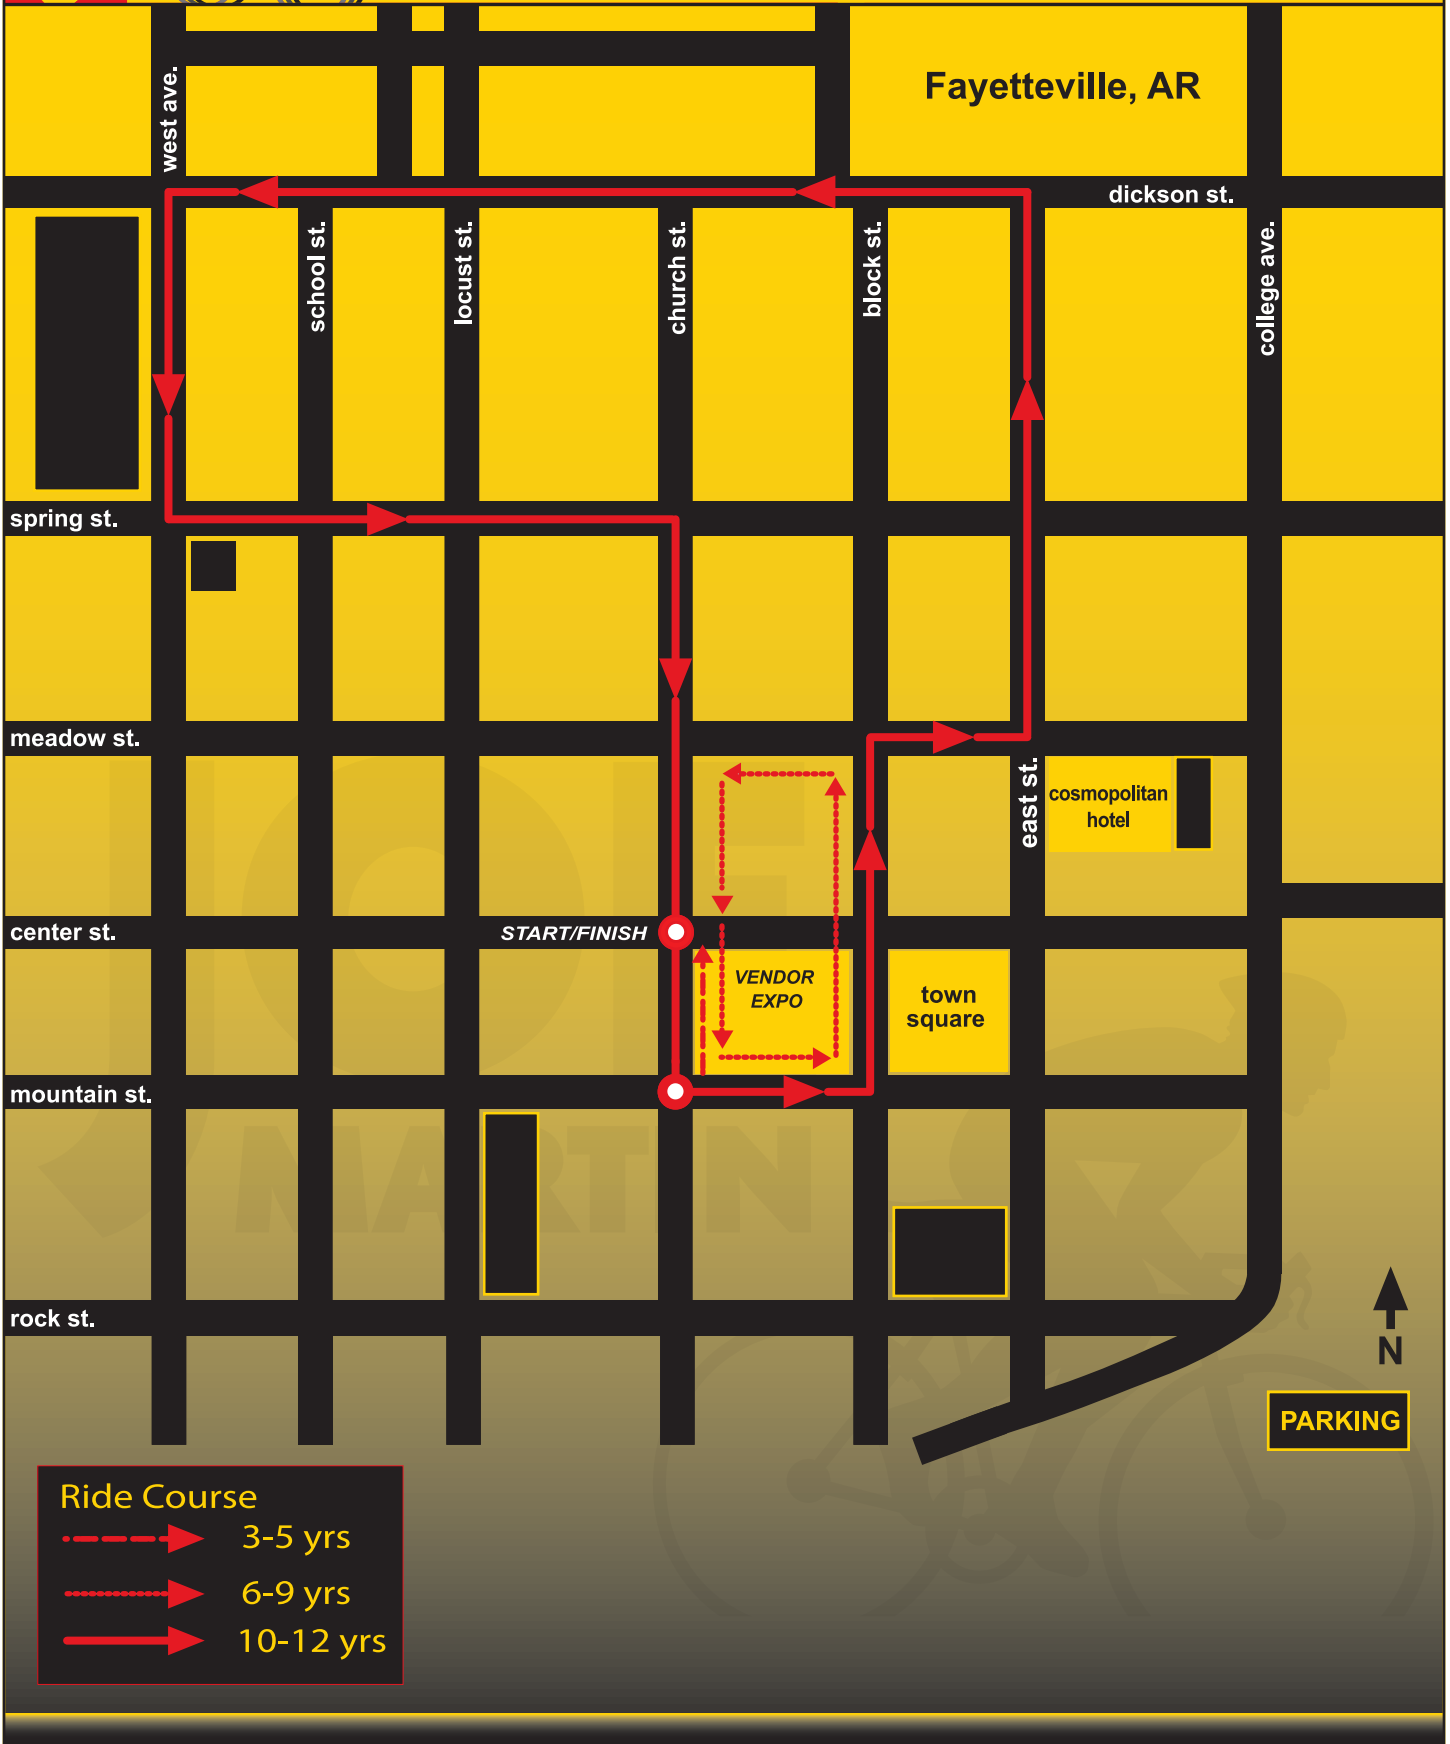 Fayetteville, AR
west ave.
dickson st.
school st.
locust st.
church st.
block st.
college ave.
spring st.
meadow st.
east st.
cosmopolitan
hotel
center st.
START/FINISH
VENDOR
EXPO
town
square
mountain st.
JOE
MARTIN
rock st.
N
PARKING
Ride Course
3-5 yrs
6-9 yrs
10-12 yrs